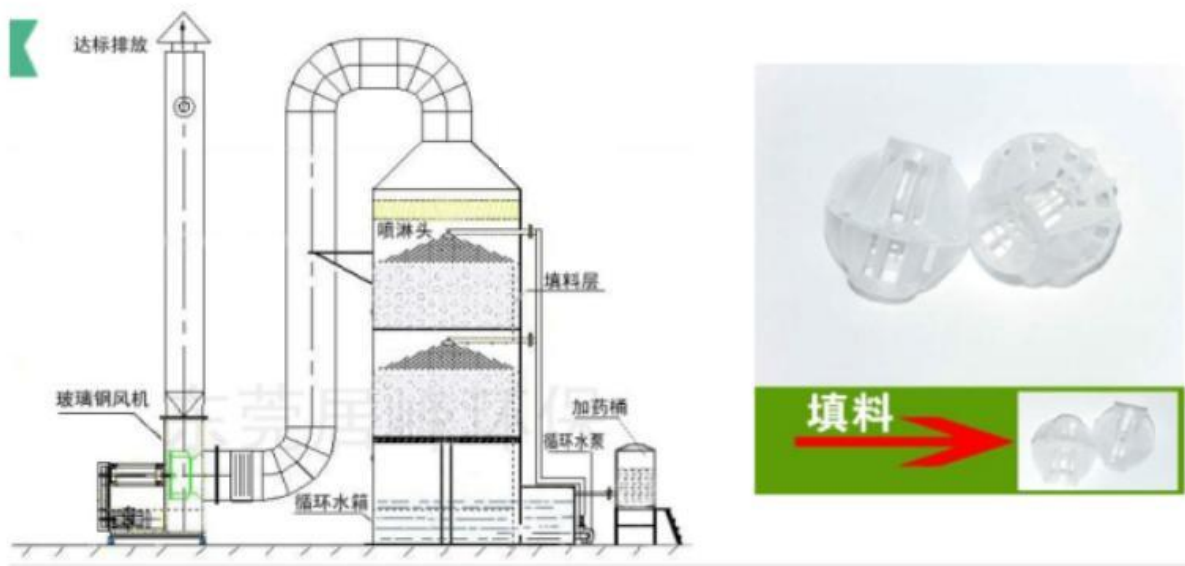 达标排放
喷淋头
填料层
玻璃钢风机
加药桶
循环水泵
循环水箱
填料